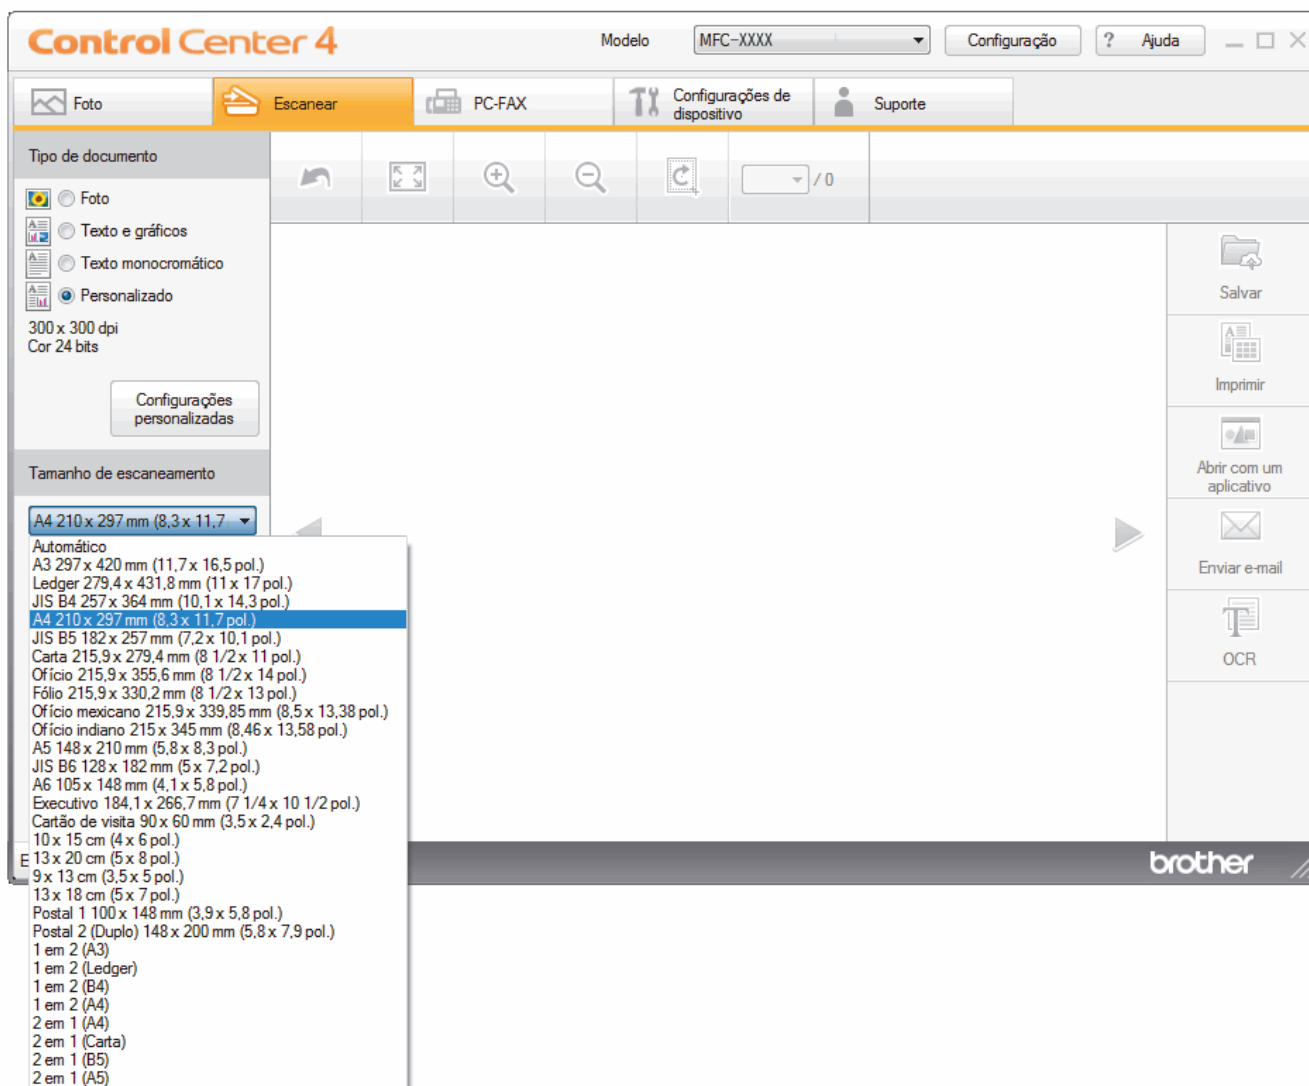 Control Center 4
Modelo
MFC-XXXX
Configuração
? Ajuda
Foto
Escanear
PC-FAX
Configurações de
dispositivo
Suporte
Tipo de documento
/ 0
Foto
Texto e gráficos
Texto monocromático
Personalizado
300 x 300 dpi
Cor 24 bits
Configurações
personalizadas
Tamanho de escaneamento
A4 210 x 297 mm (8,3 x 11,7
Automático
A3 297 x 420 mm (11,7 x 16,5 pol.)
Ledger 279,4 x 431,8 mm (11 x 17 pol.)
JIS B4 257 x 364 mm (10,1 x 14,3 pol.)
A4 210 x 297 mm (8,3 x 11,7 pol.)
JIS B5 182 x 257 mm (7,2 x 10,1 pol.)
Carta 215,9 x 279,4 mm (8 1/2 x 11 pol.)
Ofício 215,9 x 355,6 mm (8 1/2 x 14 pol.)
Fólio 215,9 x 330,2 mm (8 1/2 x 13 pol.)
Ofício mexicano 215,9 x 339,85 mm (8,5 x 13,38 pol.)
Ofício indiano 215 x 345 mm (8,46 x 13,58 pol.)
A5 148 x 210 mm (5,8 x 8,3 pol.)
JIS B6 128 x 182 mm (5 x 7,2 pol.)
A6 105 x 148 mm (4,1 x 5,8 pol.)
Executivo 184,1 x 266,7 mm (7 1/4 x 10 1/2 pol.)
Cartão de visita 90 x 60 mm (3,5 x 2,4 pol.)
10 x 15 cm (4 x 6 pol.)
13 x 20 cm (5 x 8 pol.)
9 x 13 cm (3,5 x 5 pol.)
13 x 18 cm (5 x 7 pol.)
Postal 1 100 x 148 mm (3,9 x 5,8 pol.)
Postal 2 (Duplo) 148 x 200 mm (5,8 x 7,9 pol.)
1 em 2 (A3)
1 em 2 (Ledger)
1 em 2 (B4)
1 em 2 (A4)
2 em 1 (A4)
2 em 1 (Carta)
2 em 1 (B5)
2 em 1 (A5)
Salvar
Imprimir
Abrir com um
aplicativo
Enviar e-mail
OCR
brother